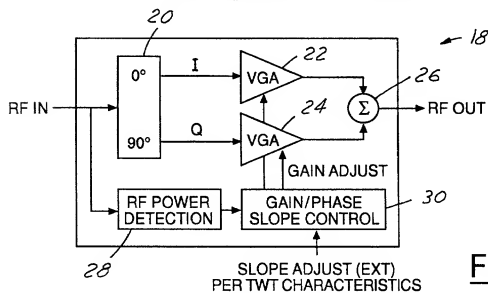 20
22
18
0°
I
VGA
26
RF IN
24
Σ
RF OUT
90°
Q
VGA
GAIN ADJUST
RF POWER
DETECTION
GAIN/PHASE
SLOPE CONTROL
30
28
SLOPE ADJUST (EXT)
PER TWT CHARACTERISTICS
F